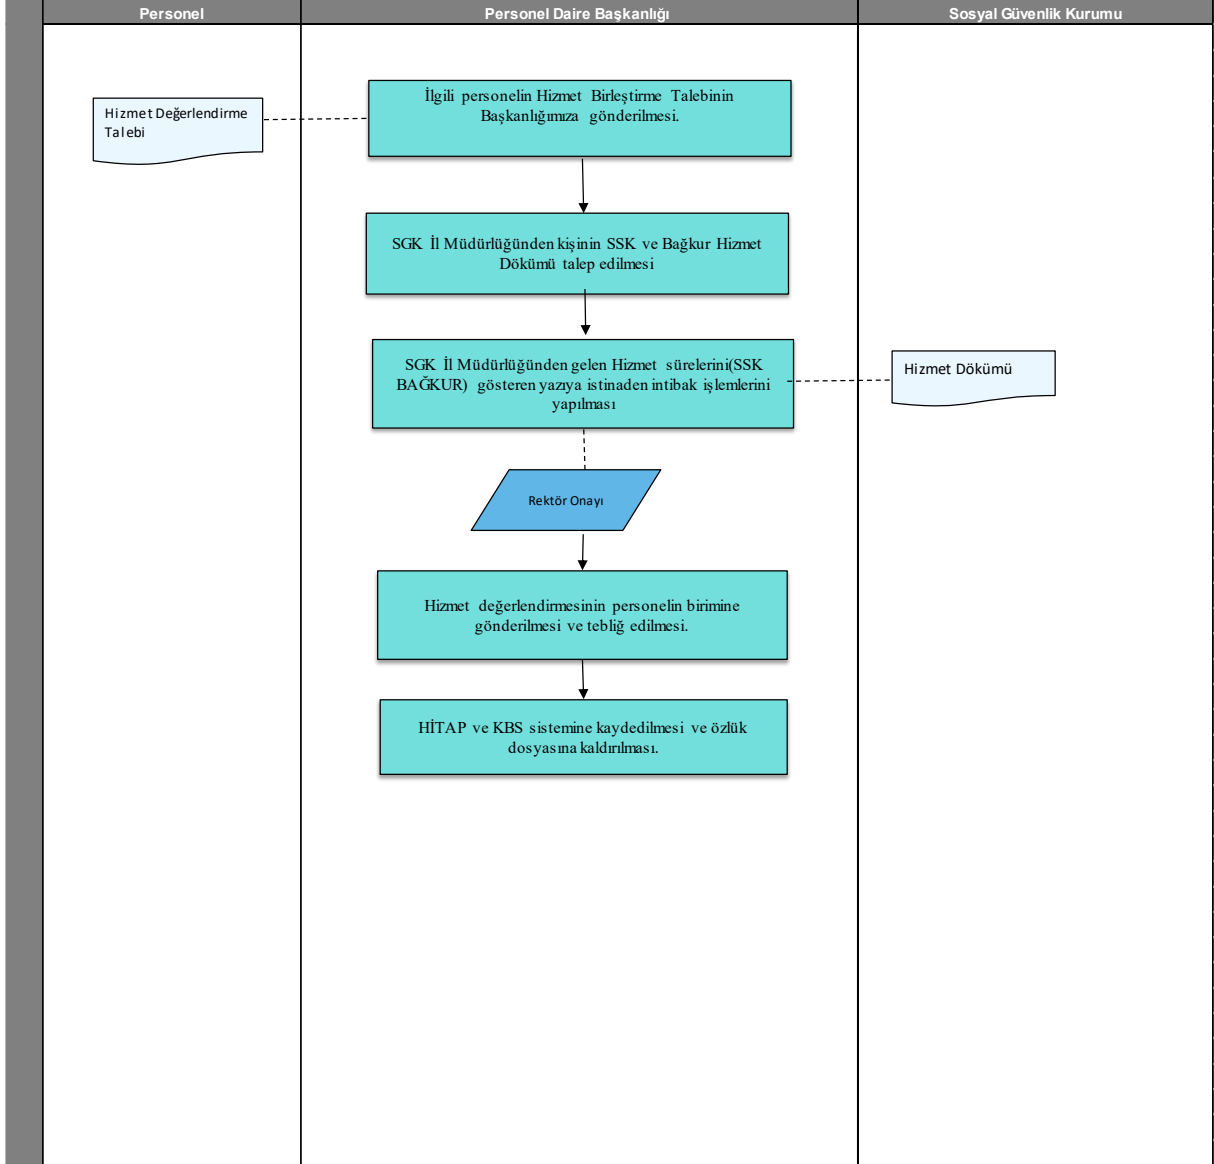 Personel
Personel Daire Başkanlığı
Sosyal Güvenlik Kurumu
Hizmet Değerlendirme
Talebi
İlgili personelin Hizmet Birleştirme Talebinin
Başkanlığımıza gönderilmesi.
SGK İl Müdürlüğünden kişinin SSK ve Bağkur Hizmet
Dökümü talep edilmesi
SGK İl Müdürlüğünden gelen Hizmet sürelerini(SSK
BAĞKUR) gösteren yazıya istinaden intibak işlemlerini
yapılması
Hizmet Dökümü
Rektör Onayı
Hizmet değerlendirmesinin personelin birimine
gönderilmesi ve tebliğ edilmesi.
HİTAP ve KBS sistemine kaydedilmesi ve özlük
dosyasına kaldırılması.